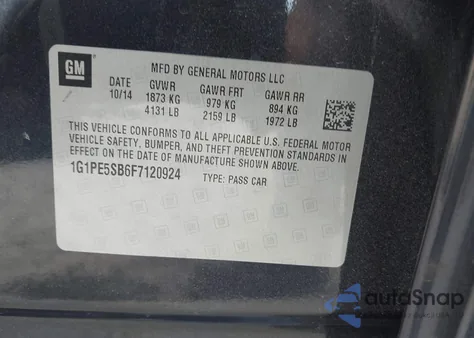 GM
MFD BY GENERAL MOTORS LLC
DATE GVWR GAWR FRT GAWR RR
10/14 1873 KG 979 KG 894 KG
4131 LB 2159 LB 1972 LB
THIS VEHICLE CONFORMS TO ALL APPLICABLE U.S. FEDERAL MOTOR
VEHICLE SAFETY, BUMPER, AND THEFT PREVENTION STANDARDS IN
EFFECT ON THE DATE OF MANUFACTURE SHOWN ABOVE.
1G1PE5SB6F7120924 TYPE: PASS CAR
autoSnap